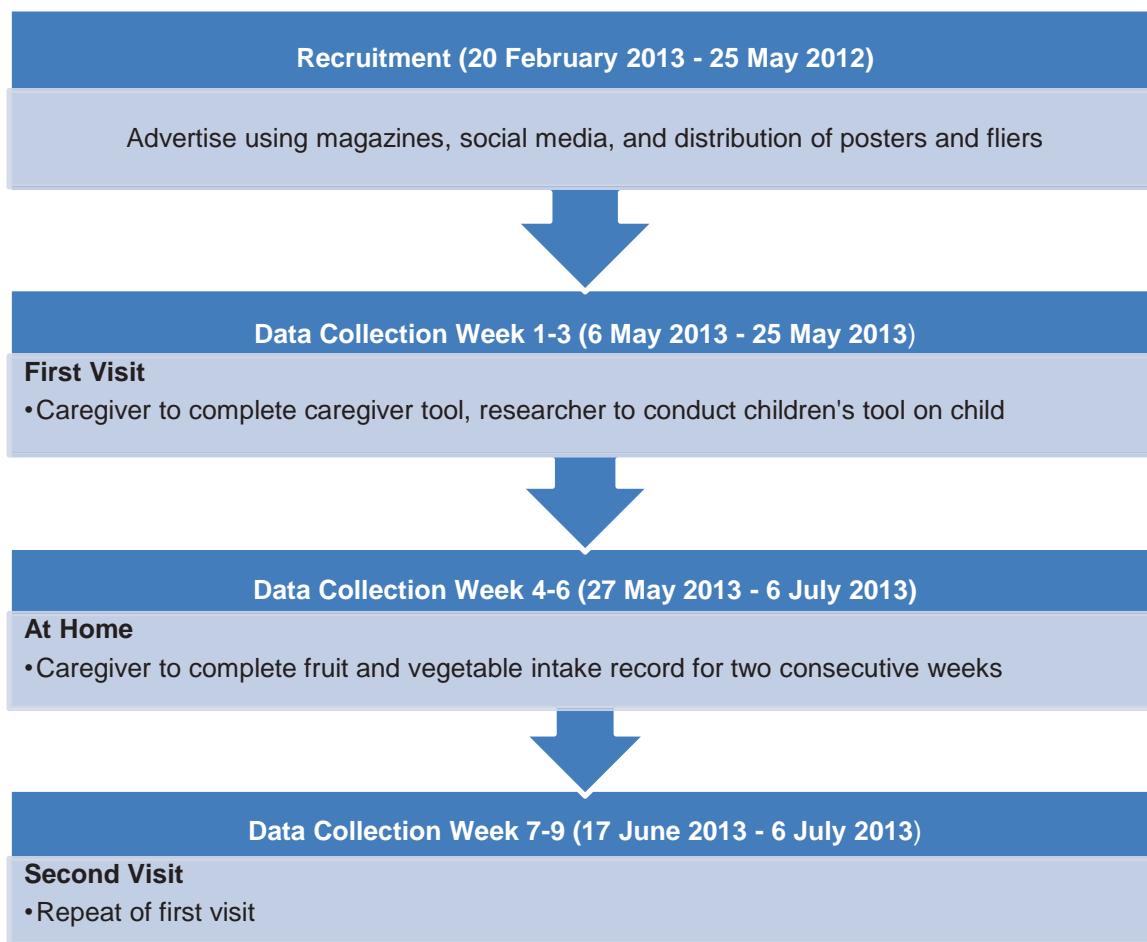 Recruitment (20 February 2013 - 25 May 2012)
Advertise using magazines, social media, and distribution of posters and fliers
Data Collection Week 1-3 (6 May 2013 - 25 May 2013)
First Visit
•Caregiver to complete caregiver tool, researcher to conduct children's tool on child
Data Collection Week 4-6 (27 May 2013 - 6 July 2013)
At Home
•Caregiver to complete fruit and vegetable intake record for two consecutive weeks
Data Collection Week 7-9 (17 June 2013 - 6 July 2013)
Second Visit
•Repeat of first visit